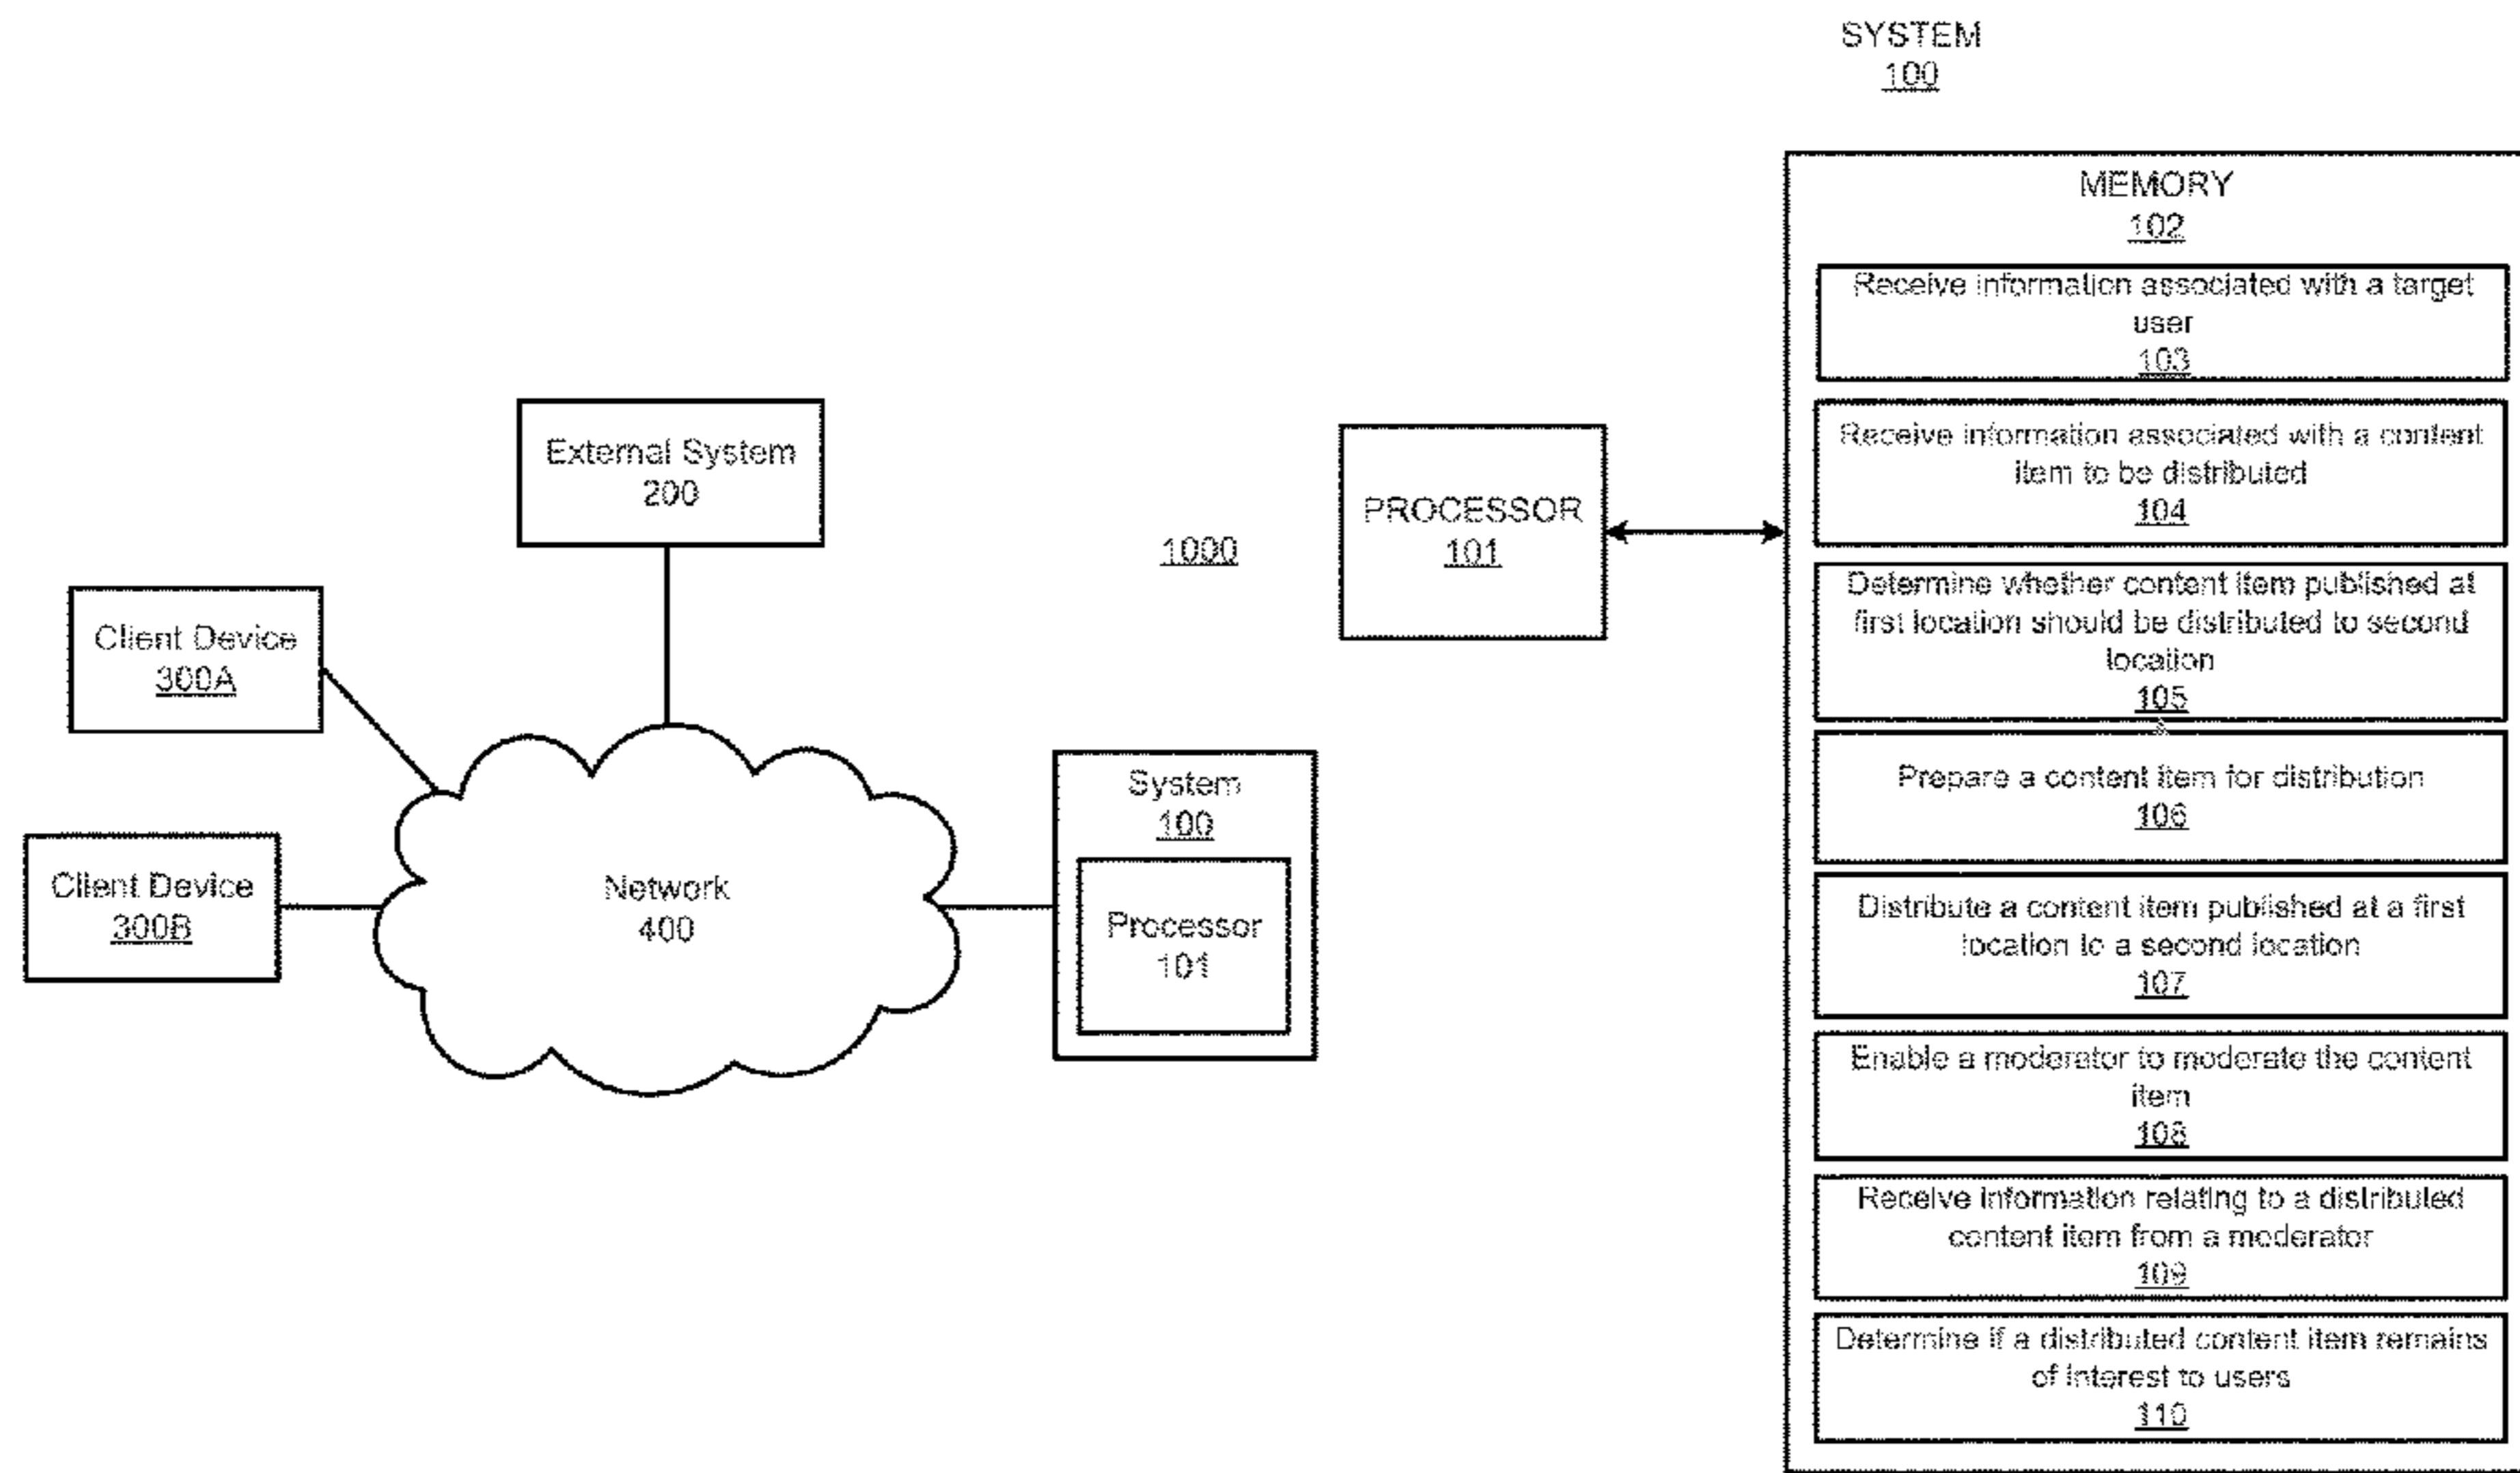 External System
200
1000
Client Device
300A
Client Device
300B
Network
400
System
100
Processor
101
SYSTEM
100
PROCESSOR
101
MEMORY
102
Receive information associated with a target
user
103
Receive information associated with a content
item to be distributed
104
Determine whether content item published at
first location should be distributed to second
location
105
Prepare a content item for distribution
106
Distribute a content item published at a first
location to a second location
107
Enable a moderator to moderate the content
item
108
Receive information relating to a distributed
content item from a moderator
109
Determine if a distributed content item remains
of interest to users
110